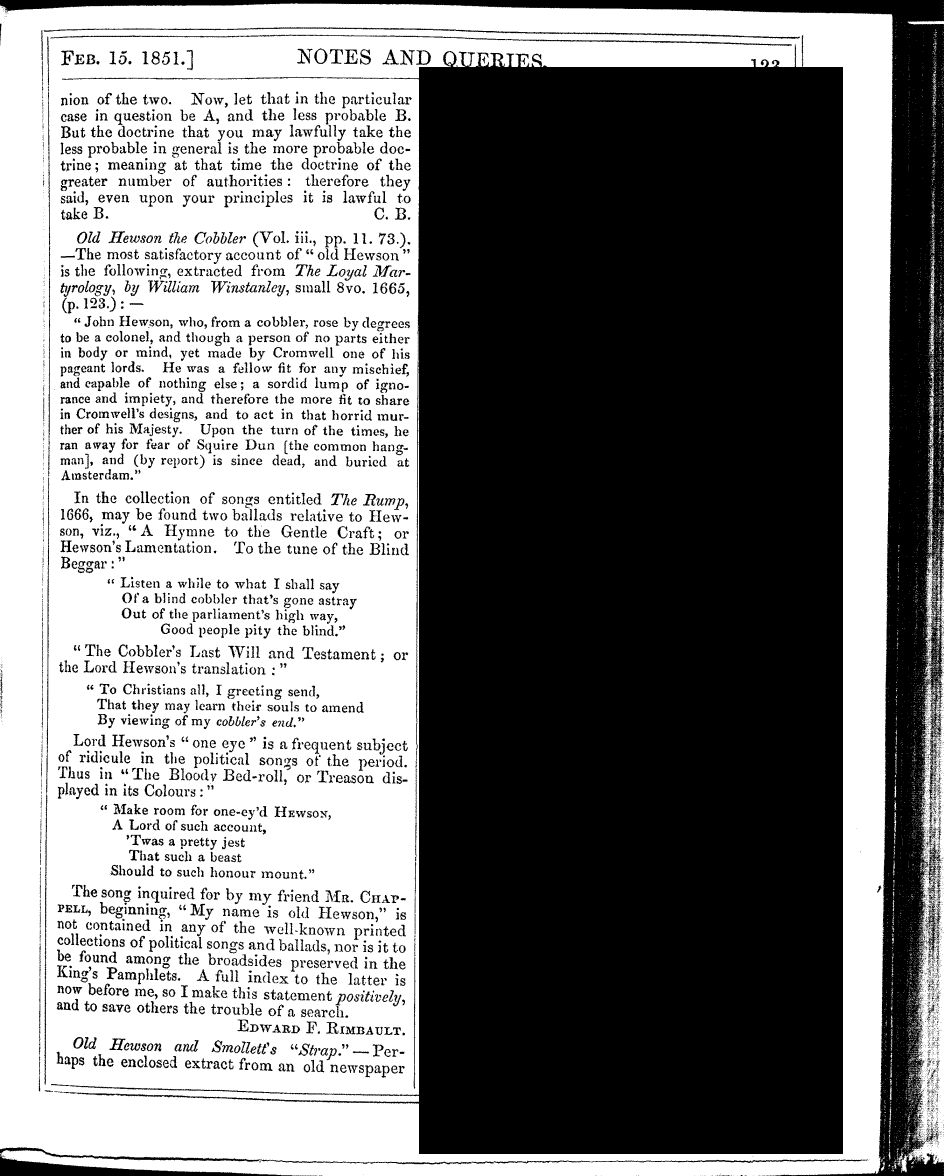 FEB. 15. 1851.] NOTES AND QUERIES. 123
nion of the two. Now, let that in the particular
case in question be A, and the less probable B.
But the doctrine that you may lawfully take the
less probable in general is the more probable doc-
trine; meaning at that time the doctrine of the
greater number of authorities: therefore they
said, even upon your principles it is lawful to
take B. C. B.
Old Hewson the Cobbler (Vol. iii., pp. 11. 73.).
—The most satisfactory account of "old Hewson"
is the following, extracted from The Loyal Mar-
tyrology, by William Winstanley, small 8vo. 1665,
(p. 123.): —
"John Hewson, who, from a cobbler, rose by degrees
to be a colonel, and though a person of no parts either
in body or mind, yet made by Cromwell one of his
pageant lords. He was a fellow fit for any mischief,
and capable of nothing else; a sordid lump of igno-
rance and impiety, and therefore the more fit to share
in Cromwell's designs, and to act in that horrid mur-
ther of his Majesty. Upon the turn of the times, he
ran away for fear of Squire Dun [the common hang-
man], and (by report) is since dead, and buried at
Amsterdam."
In the collection of songs entitled The Rump,
1666, may be found two ballads relative to Hew-
son, viz., "A Hymne to the Gentle Craft; or
Hewson's Lamentation. To the tune of the Blind
Beggar:"
"Listen a while to what I shall say
Of a blind cobbler that's gone astray
Out of the parliament's high way,
Good people pity the blind."
"The Cobbler's Last Will and Testament; or
the Lord Hewson's translation:"
"To Christians all, I greeting send,
That they may learn their souls to amend
By viewing of my cobbler's end."
Lord Hewson's "one eye" is a frequent subject
of ridicule in the political songs of the period.
Thus in "The Bloody Bed-roll, or Treason dis-
played in its Colours:"
"Make room for one-ey'd HEWSON,
A Lord of such account,
'Twas a pretty jest
That such a beast
Should to such honour mount."
The song inquired for by my friend MR. CHAP-
PELL, beginning, "My name is old Hewson," is
not contained in any of the well-known printed
collections of political songs and ballads, nor is it to
be found among the broadsides preserved in the
King's Pamphlets. A full index to the latter is
now before me, so I make this statement positively,
and to save others the trouble of a search.
EDWARD F. RIMBAULT.
Old Hewson and Smollett's "Strap."—Per-
haps the enclosed extract from an old newspaper